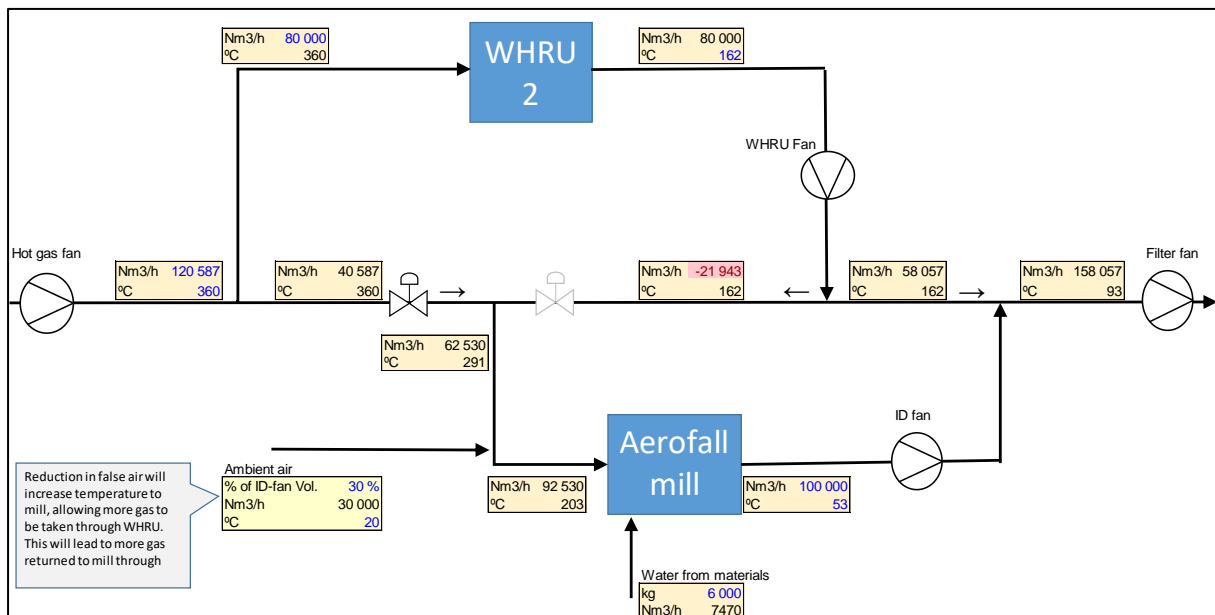 Nm3/h 80 000
ºC 360
WHRU
2
Nm3/h 80 000
ºC 162
WHRU Fan
Hot gas fan
Nm3/h 120 587
ºC 360
Nm3/h 40 587
ºC 360
→
Nm3/h -21 943
ºC 162
←
Nm3/h 58 057
ºC 162
→
Nm3/h 158 057
ºC 93
Filter fan
Nm3/h 62 530
ºC 291
Reduction in false air will
increase temperature to
mill, allowing more gas to
be taken through WHRU.
This will lead to more gas
returned to mill through
Ambient air
% of ID-fan Vol. 30 %
Nm3/h 30 000
ºC 20
Nm3/h 92 530
ºC 203
Aerofall
mill
Nm3/h 100 000
ºC 53
ID fan
Water from materials
kg 6 000
Nm3/h 7470